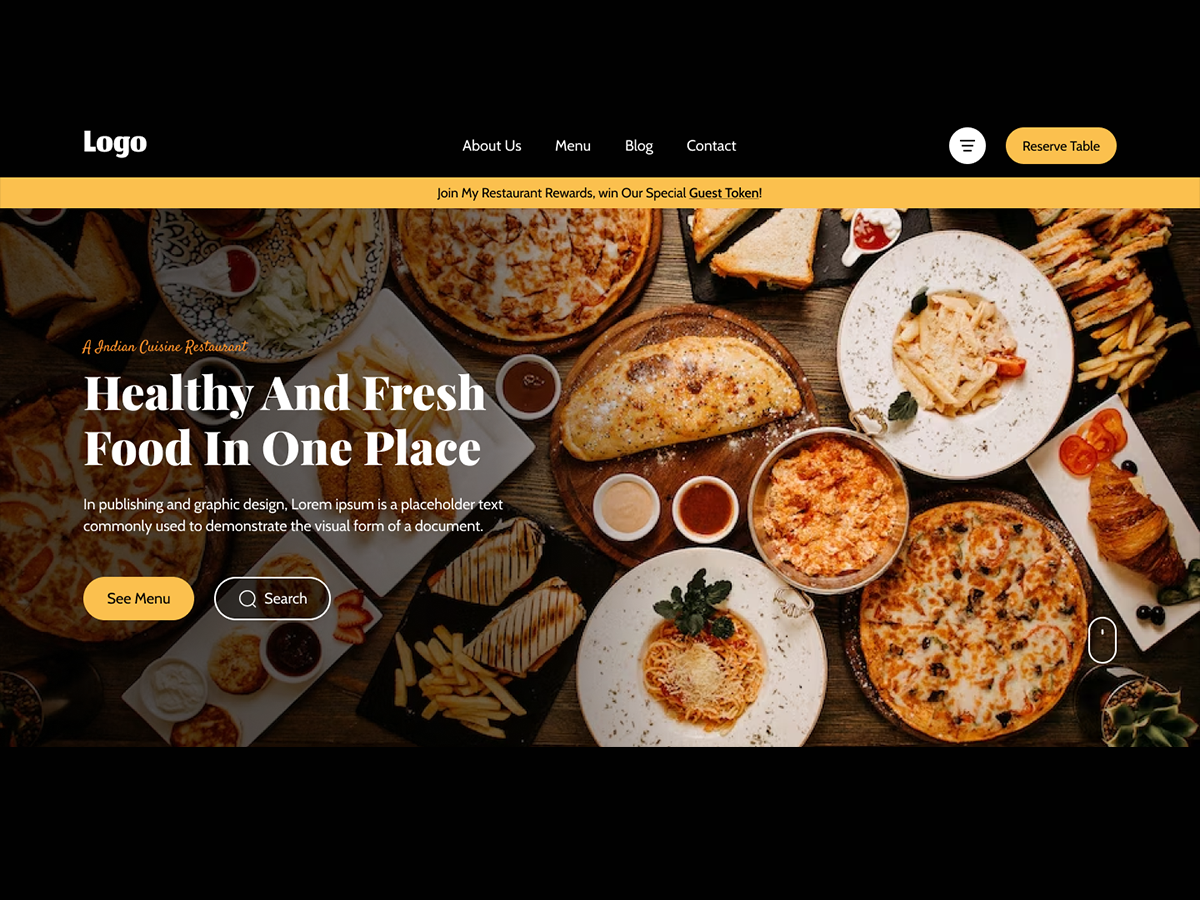 Logo
About Us Menu Blog Contact
Reserve Table
Join My Restaurant Rewards, win Our Special Guest Token!
A Indian Cuisine Restaurant
Healthy And Fresh
Food In One Place
In publishing and graphic design, Lorem ipsum is a placeholder text
commonly used to demonstrate the visual form of a document.
See Menu
Search